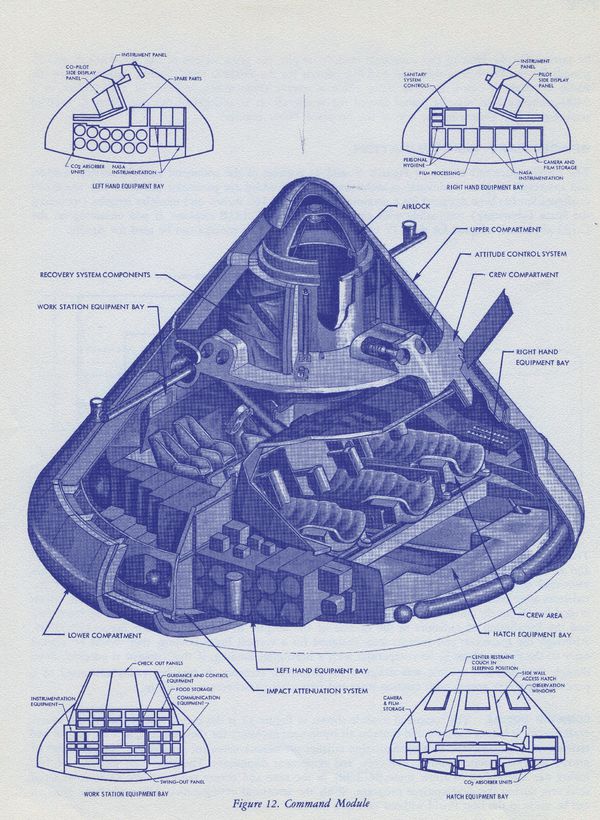 INSTRUMENT PANEL
CO-PILOT
SIDE DISPLAY
PANEL
SPARE PARTS
CO2 ABSORBER
UNITS
NASA
INSTRUMENTATION
LEFT HAND EQUIPMENT BAY
INSTRUMENT
PANEL
SANITARY
SYSTEM
CONTROLS
PILOT
SIDE DISPLAY
PANEL
PERSONAL
HYGIENE
FILM PROCESSING
NASA
INSTRUMENTATION
CAMERA AND
FILM STORAGE
RIGHT HAND EQUIPMENT BAY
AIRLOCK
UPPER COMPARTMENT
ATTITUDE CONTROL SYSTEM
RECOVERY SYSTEM COMPONENTS
CREW COMPARTMENT
WORK STATION EQUIPMENT BAY
RIGHT HAND
EQUIPMENT BAY
CREW AREA
LOWER COMPARTMENT
HATCH EQUIPMENT BAY
LEFT HAND EQUIPMENT BAY
IMPACT ATTENUATION SYSTEM
CHECK OUT PANELS
GUIDANCE AND CONTROL
EQUIPMENT
FOOD STORAGE
INSTRUMENTATION
EQUIPMENT
COMMUNICATION
EQUIPMENT
SWING-OUT PANEL
WORK STATION EQUIPMENT BAY
CENTER RESTRAINT
COUCH IN
SLEEPING POSITION
SIDE WALL
ACCESS HATCH
OBSERVATION
WINDOWS
CAMERA
& FILM
STORAGE
CO2 ABSORBER UNITS
HATCH EQUIPMENT BAY
Figure 12. Command Module